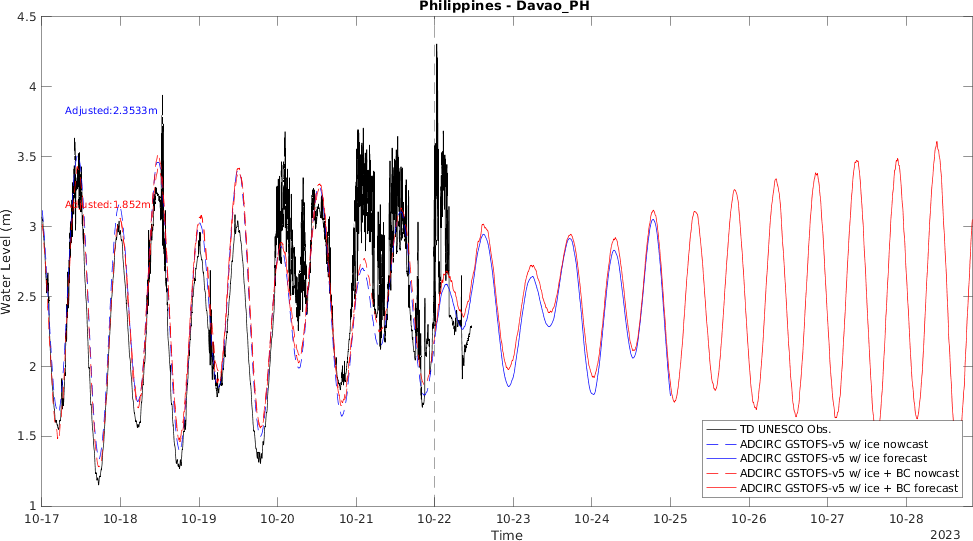 Philippines - Davao_PH
4.5
4
3.5
3
2.5
2
1.5
1
Water Level (m)
Adjusted:2.3533m
Adjusted:1.852m
TD UNESCO Obs.
ADCIRC GSTOFS-v5 w/ ice nowcast
ADCIRC GSTOFS-v5 w/ ice forecast
ADCIRC GSTOFS-v5 w/ ice + BC nowcast
ADCIRC GSTOFS-v5 w/ ice + BC forecast
10-17 10-18 10-19 10-20 10-21 10-22 10-23 10-24 10-25 10-26 10-27 10-28
Time
2023